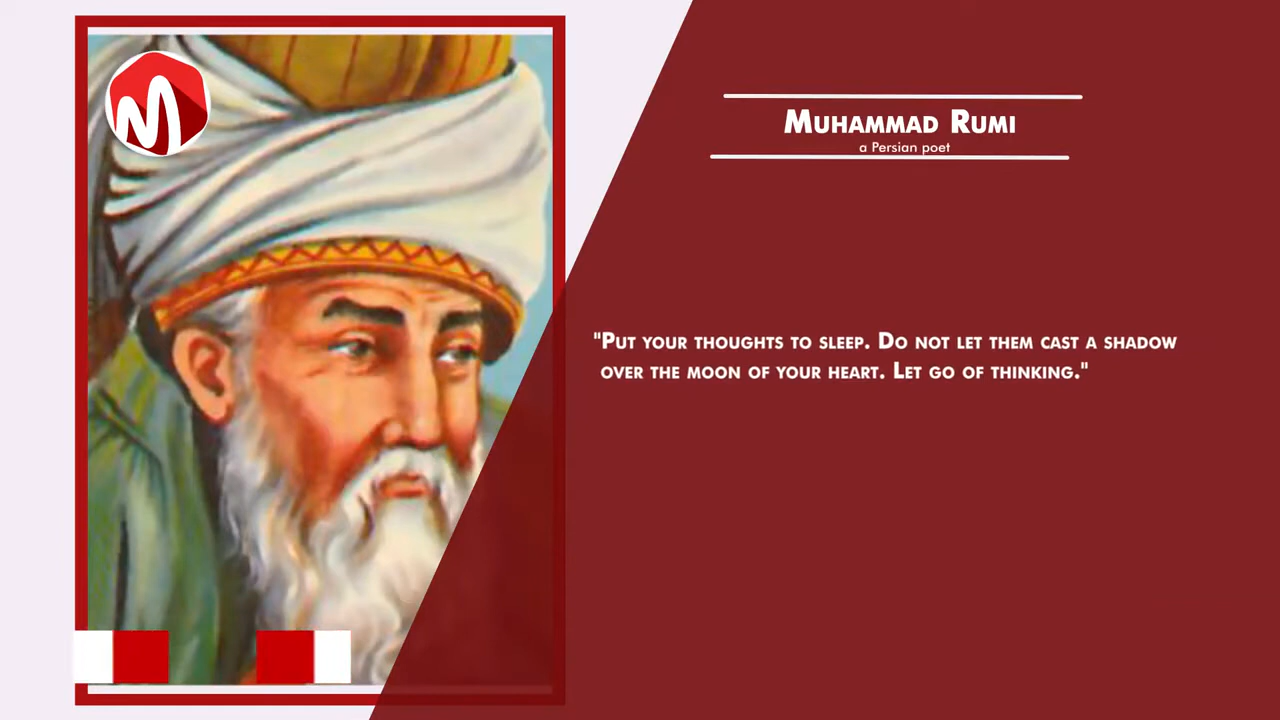 M
Muhammad Rumi
a Persian poet
"Put your thoughts to sleep. Do not let them cast a shadow
over the moon of your heart. Let go of thinking."